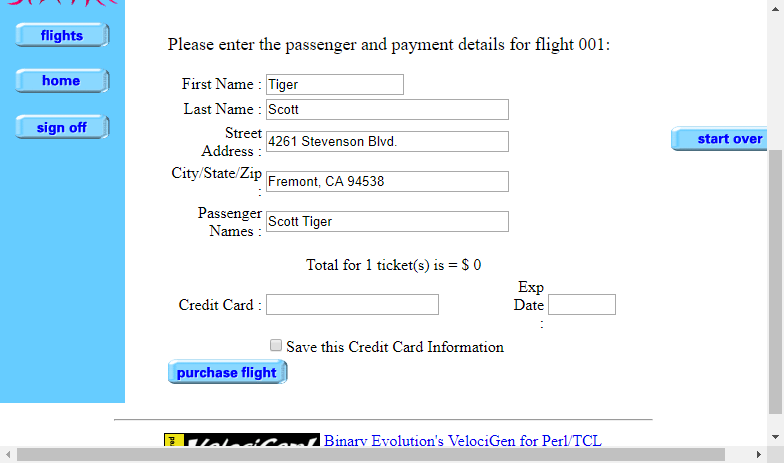 flights
home
sign off
Please enter the passenger and payment details for flight 001:
First Name : Tiger
Last Name : Scott
Street
Address : 4261 Stevenson Blvd.
start over
City/State/Zip
: Fremont, CA 94538
Passenger
Names : Scott Tiger
Total for 1 ticket(s) is = $ 0
Credit Card :
Exp
Date
:
Save this Credit Card Information
purchase flight
Binary Evolution's VelociGen for Perl/TCL